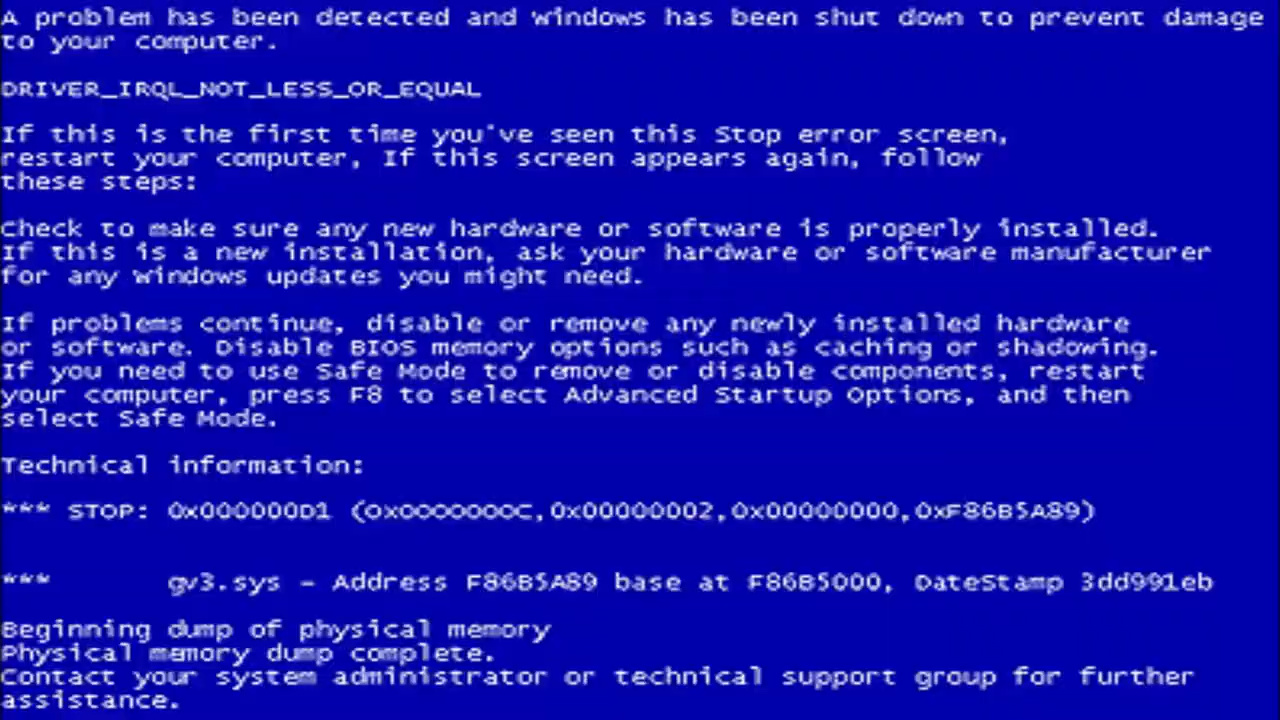 A problem has been detected and Windows has been shut down to prevent damage
to your computer.
DRIVER_IRQL_NOT_LESS_OR_EQUAL
If this is the first time you've seen this Stop error screen,
restart your computer, If this screen appears again, follow
these steps:
Check to make sure any new hardware or software is properly installed.
If this is a new installation, ask your hardware or software manufacturer
for any Windows updates you might need.
If problems continue, disable or remove any newly installed hardware
or software. Disable BIOS memory options such as caching or shadowing.
If you need to use Safe Mode to remove or disable components, restart
your computer, press F8 to select Advanced Startup Options, and then
select Safe Mode.
Technical information:
*** STOP: 0x000000D1 (0x0000000C,0x00000002,0x00000000,0xF86B5A89)
*** gv3.sys - Address F86B5A89 base at F86B5000, DateStamp 3dd991eb
Beginning dump of physical memory
Physical memory dump complete.
Contact your system administrator or technical support group for further
assistance.